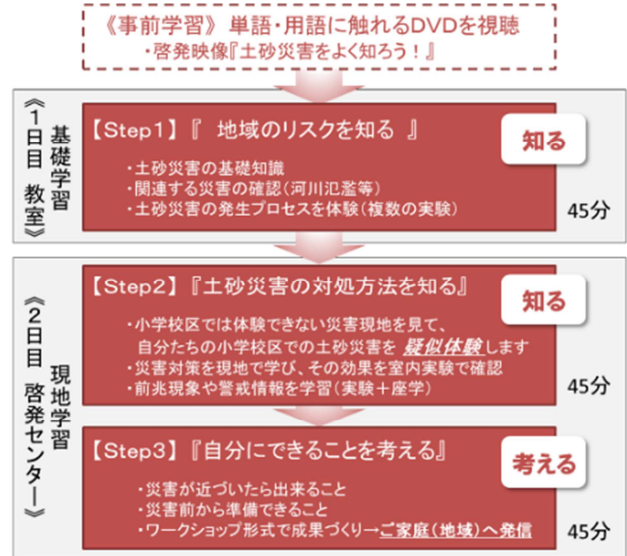 《事前学習》 単語・用語に触れるDVDを視聴
・啓発映像『土砂災害をよく知ろう！』
基礎学習
《1日目 教室》
【Step1】『 地域のリスクを知る 』
知る
・土砂災害の基礎知識
・関連する災害の確認(河川氾濫等)
・土砂災害の発生プロセスを体験(複数の実験)
45分
現地学習
《2日目 啓発センター》
【Step2】『土砂災害の対処方法を知る』
知る
・小学校区では体験できない災害現地を見て、
自分たちの小学校区での土砂災害を 疑似体験します
・災害対策を現地で学び、その効果を室内実験で確認
・前兆現象や警戒情報を学習(実験＋座学)
45分
【Step3】『自分にできることを考える』
考える
・災害が近づいたら出来ること
・災害前から準備できること
・ワークショップ形式で成果づくり→ご家庭(地域)へ発信
45分